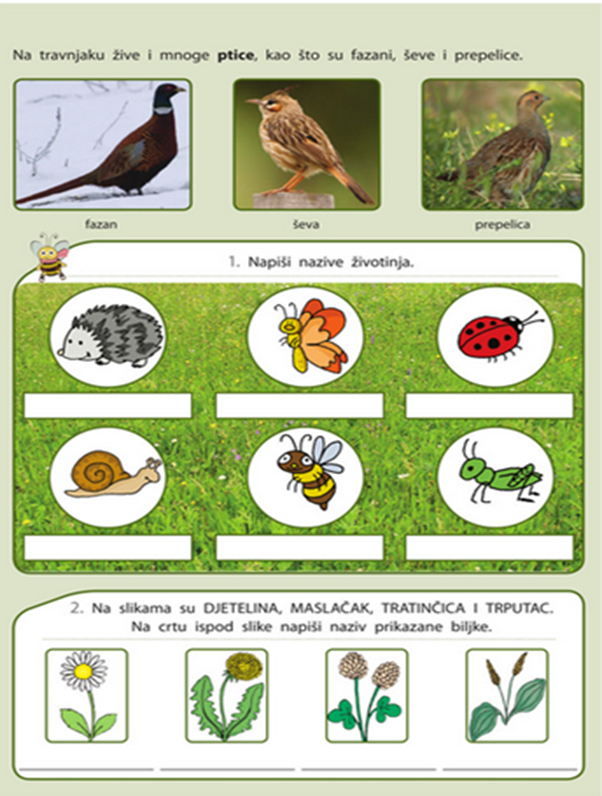 Na travnjaku žive i mnoge ptice, kao što su fazani, ševe i prepelice.
fazan
ševa
prepelica
1. Napiši nazive životinja.
2. Na slikama su DJETELINA, MASLAČAK, TRATINČICA I TRPUTAC.
Na crtu ispod slike napiši naziv prikazane biljke.